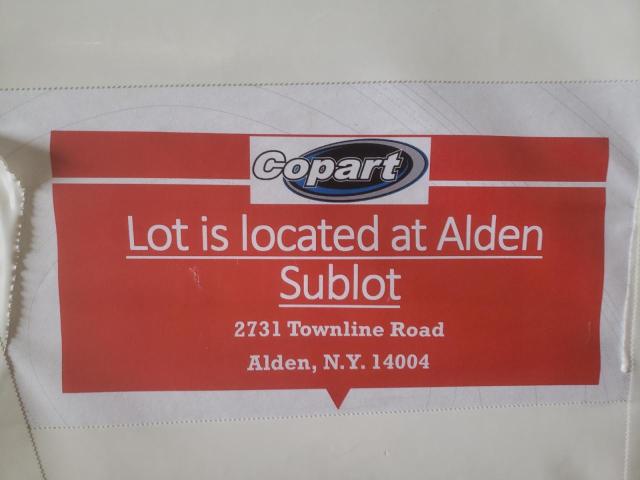 Copart
Lot is located at Alden
Sublot
2731 Townline Road
Alden, N.Y. 14004